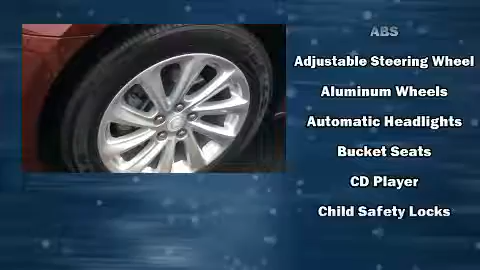 ABS
Adjustable Steering Wheel
Aluminum Wheels
Automatic Headlights
Bucket Seats
CD Player
Child Safety Locks